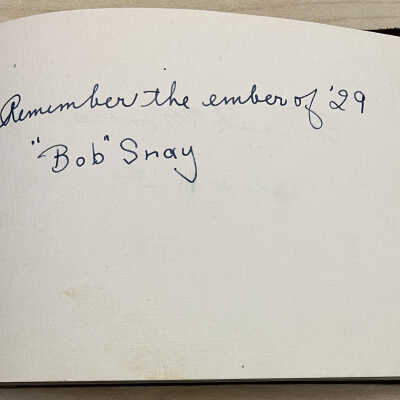 Remember the ember of '29
"Bob" Snay